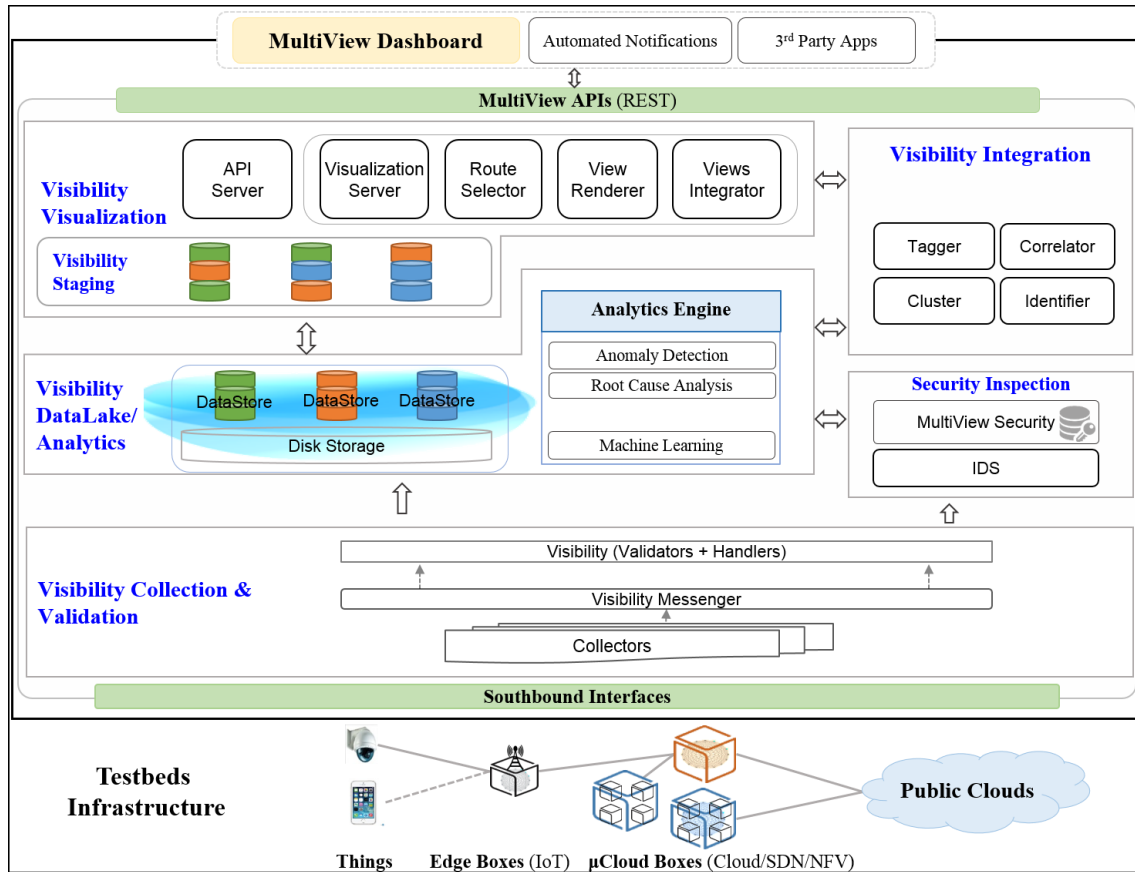 MultiView Dashboard
Automated Notifications
3rd Party Apps
MultiView APIs (REST)
Visibility
Visualization
API
Server
Visualization
Server
Route
Selector
View
Renderer
Views
Integrator
Visibility
Staging
Visibility Integration
Tagger
Correlator
Cluster
Identifier
Visibility
DataLake/
Analytics
DataStore
DataStore
DataStore
Disk Storage
Analytics Engine
Anomaly Detection
Root Cause Analysis
Machine Learning
Security Inspection
MultiView Security
IDS
Visibility Collection &
Validation
Visibility (Validators + Handlers)
Visibility Messenger
Collectors
Southbound Interfaces
Testbeds
Infrastructure
Public Clouds
Things
Edge Boxes (IoT)
µCloud Boxes (Cloud/SDN/NFV)